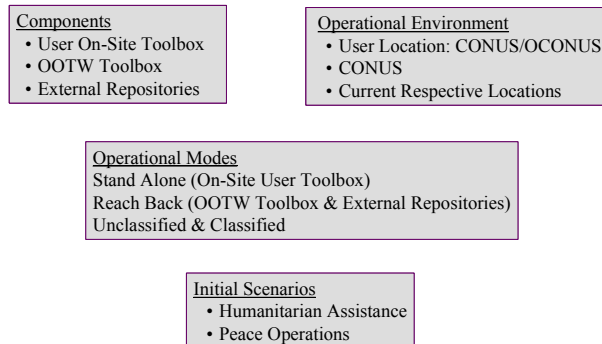 Components
• User On-Site Toolbox
• OOTW Toolbox
• External Repositories
Operational Environment
• User Location: CONUS/OCONUS
• CONUS
• Current Respective Locations
Operational Modes
Stand Alone (On-Site User Toolbox)
Reach Back (OOTW Toolbox & External Repositories)
Unclassified & Classified
Initial Scenarios
• Humanitarian Assistance
• Peace Operations